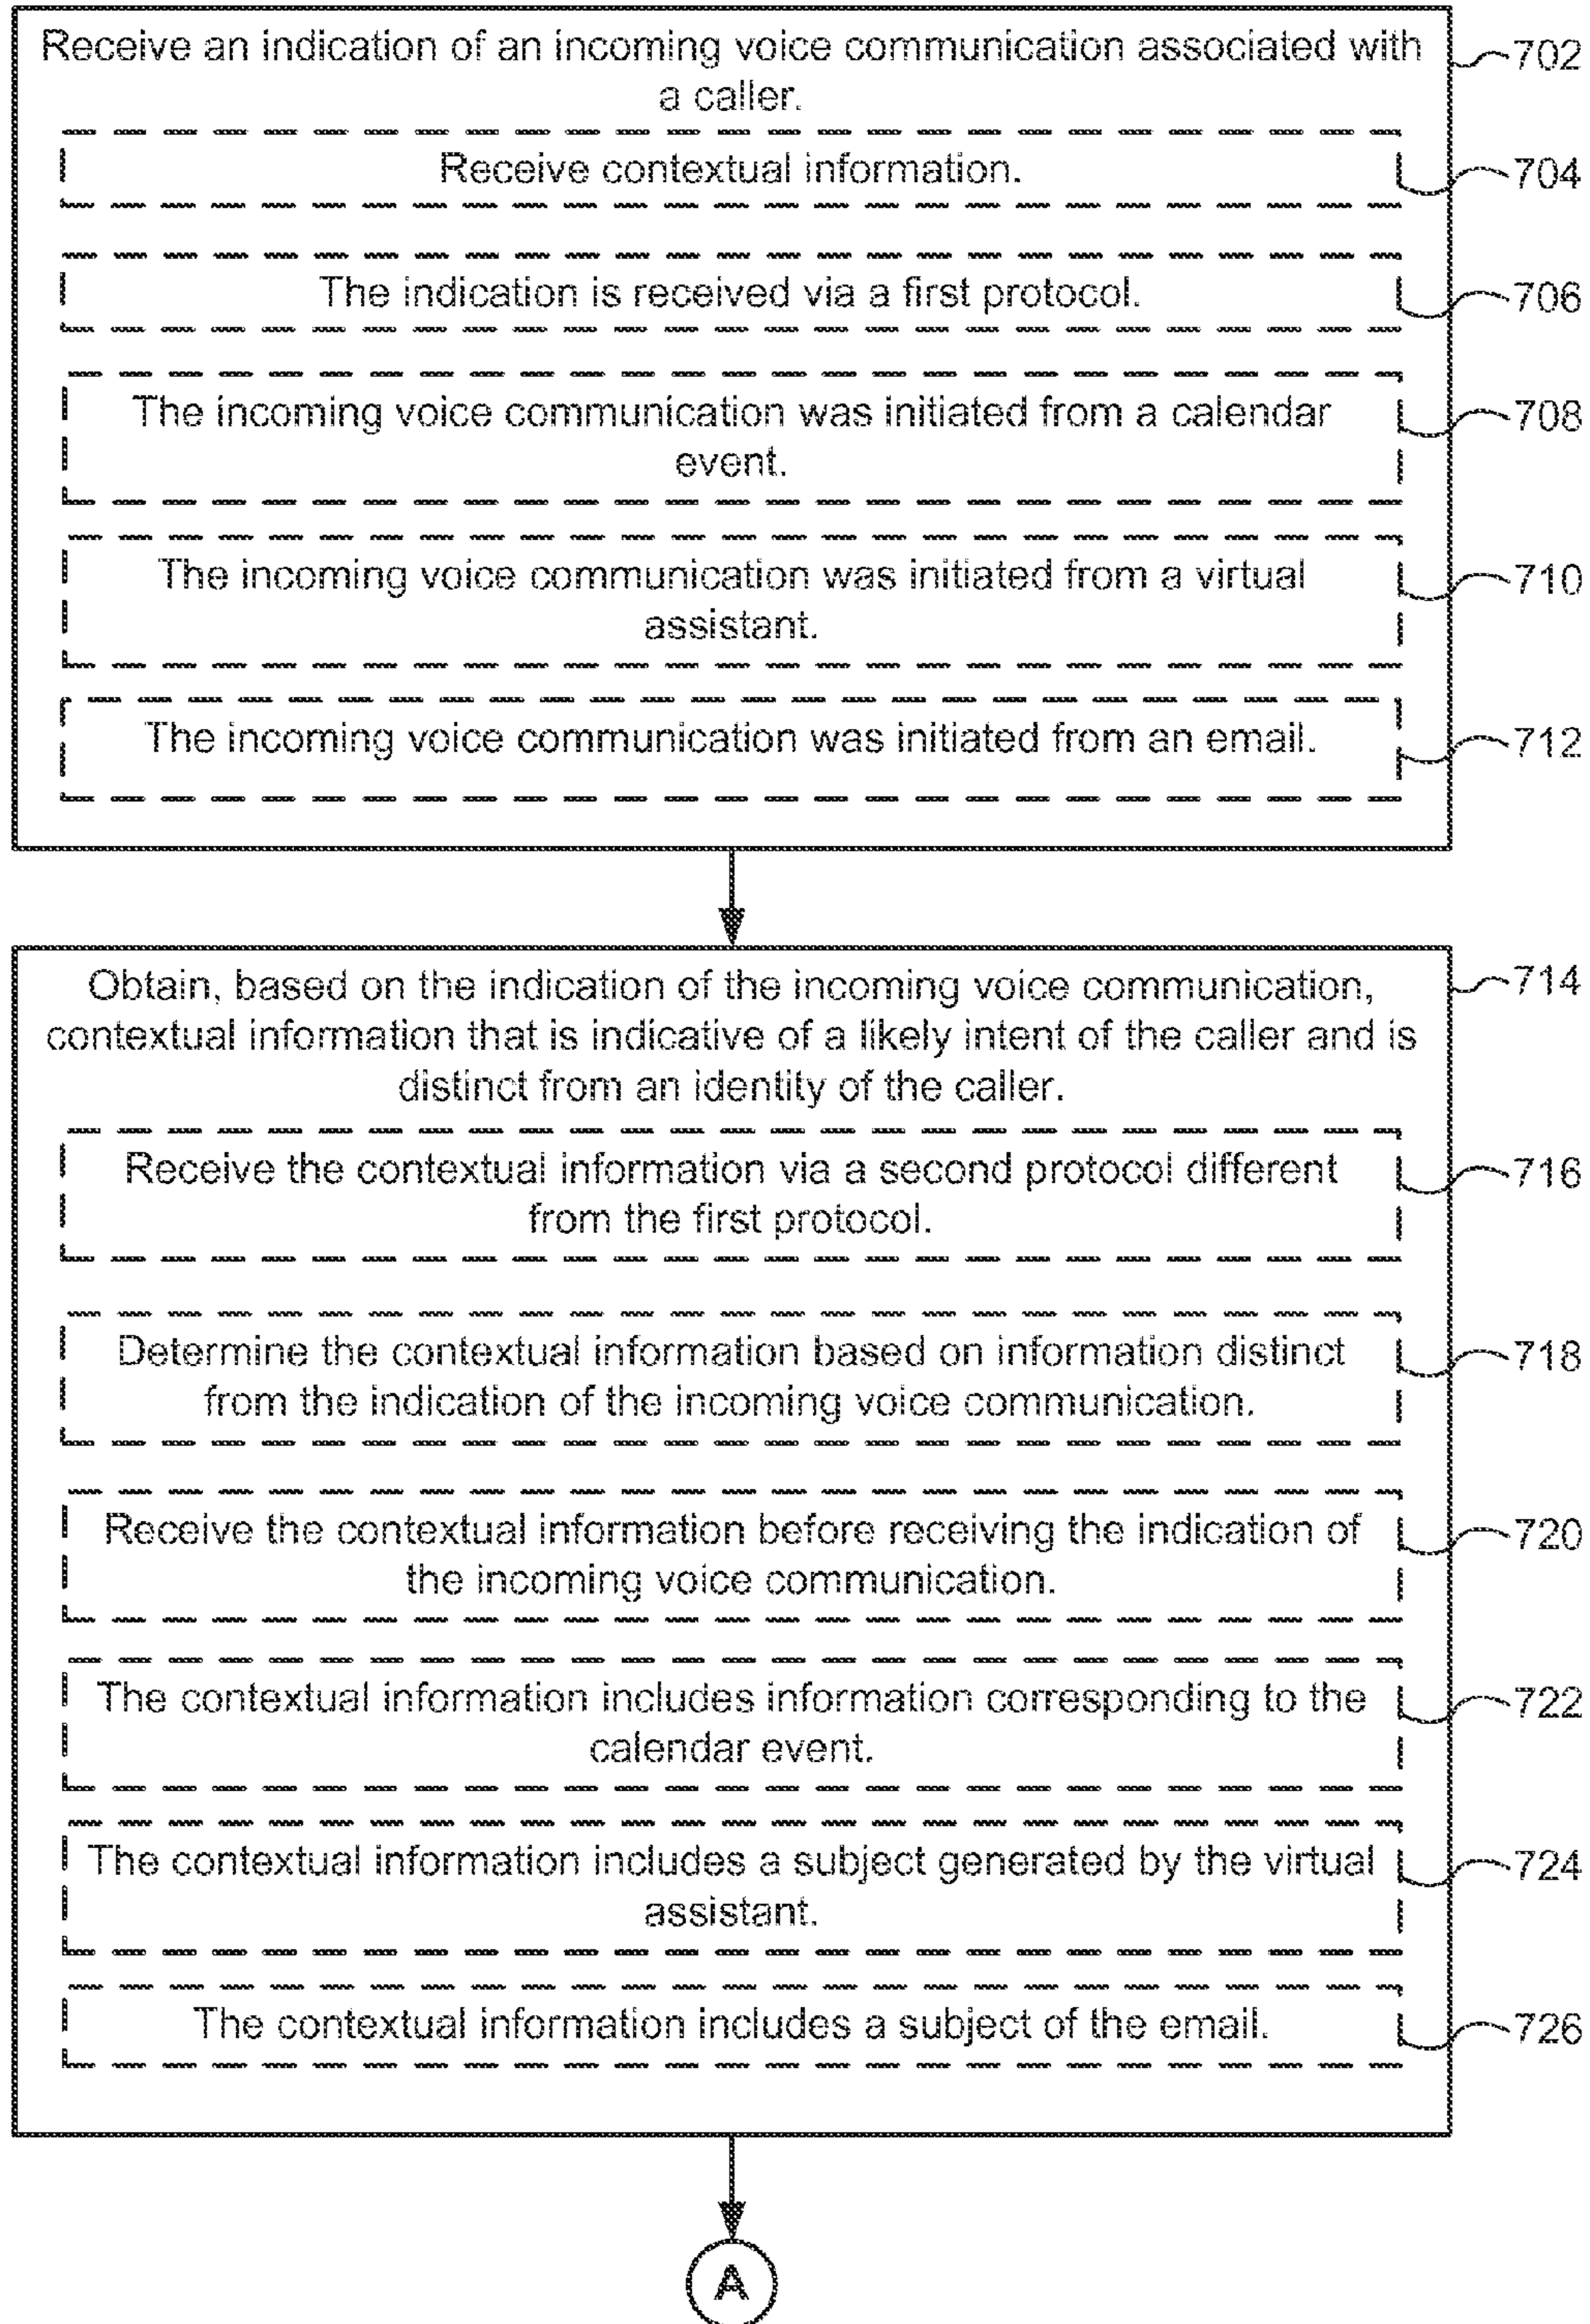 Receive an indication of an incoming voice communication associated with
a caller.
702
Receive contextual information.
704
The indication is received via a first protocol.
706
The incoming voice communication was initiated from a calendar
event.
708
The incoming voice communication was initiated from a virtual
assistant.
710
The incoming voice communication was initiated from an email.
712
Obtain, based on the indication of the incoming voice communication,
contextual information that is indicative of a likely intent of the caller and is
distinct from an identity of the caller.
714
Receive the contextual information via a second protocol different
from the first protocol.
716
Determine the contextual information based on information distinct
from the indication of the incoming voice communication.
718
Receive the contextual information before receiving the indication of
the incoming voice communication.
720
The contextual information includes information corresponding to the
calendar event.
722
The contextual information includes a subject generated by the virtual
assistant.
724
The contextual information includes a subject of the email.
726
A